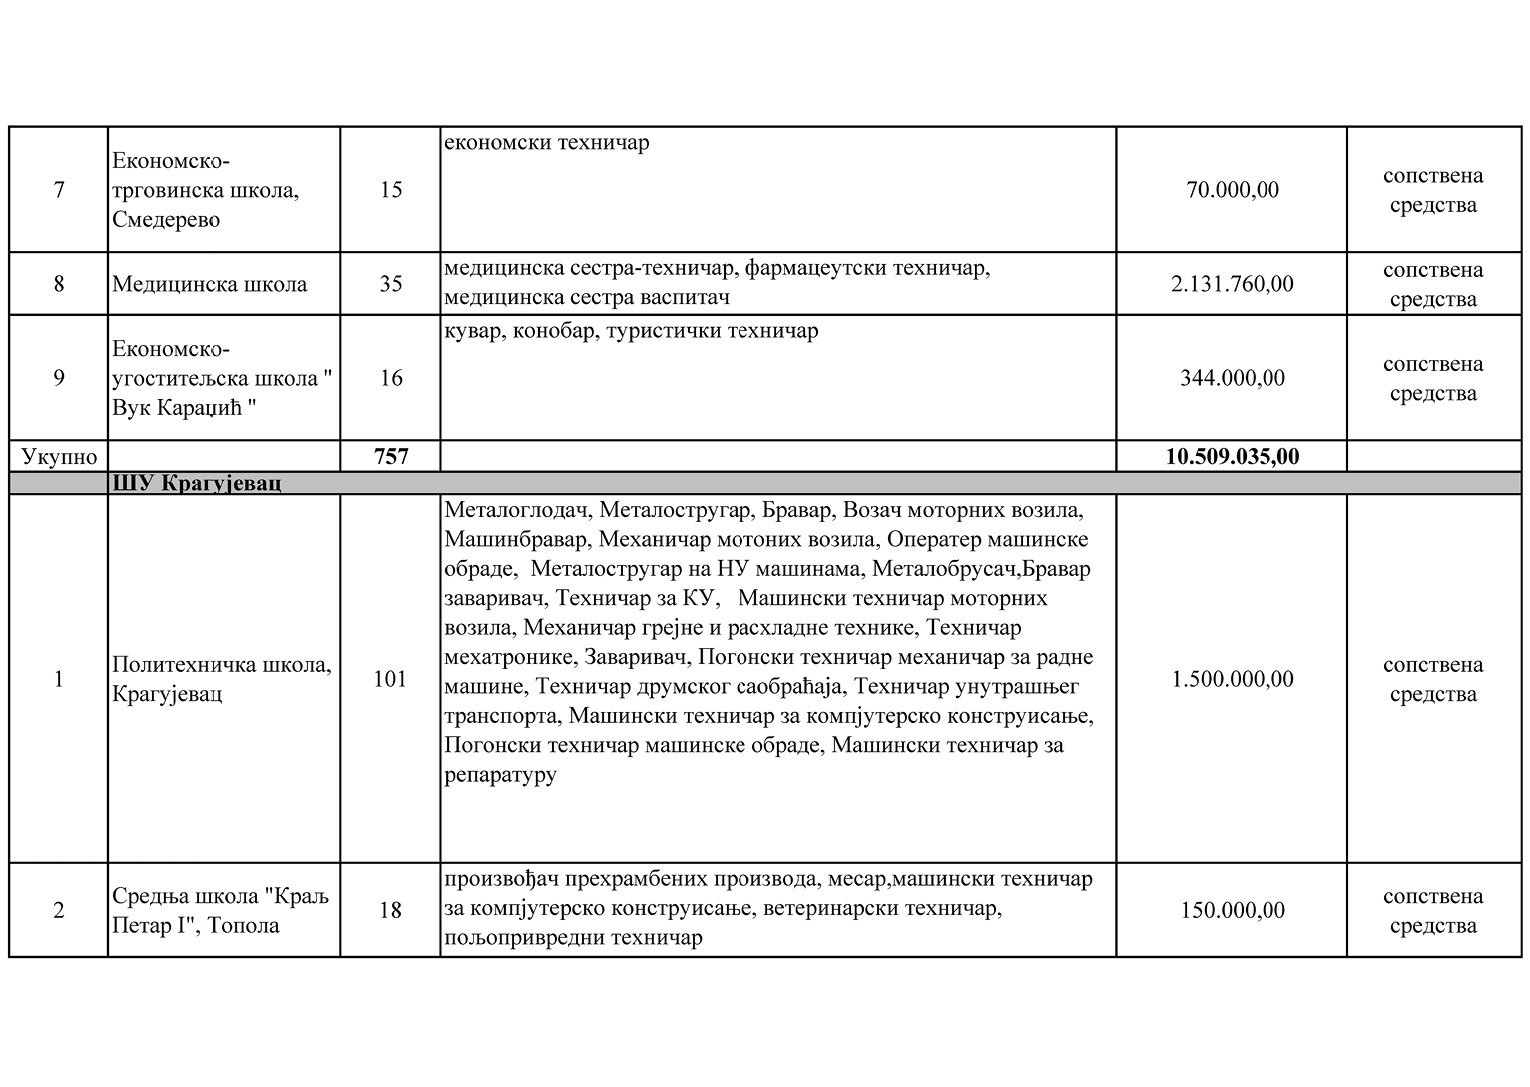 7
Економско-
трговинска школа,
Смедерево
15
економски техничар
70.000,00
сопствена
средства
8
Медицинска школа
35
медицинска сестра-техничар, фармацеутски техничар,
медицинска сестра васпитач
2.131.760,00
сопствена
средства
9
Економско-
угоститељска школа "
Вук Караџић "
16
кувар, конобар, туристички техничар
344.000,00
сопствена
средства
Укупно
757
10.509.035,00
ШУ Крагујевац
1
Политехничка школа,
Крагујевац
101
Металоглодач, Металостругар, Бравар, Возач моторних возила,
Машинбравар, Механичар мотоних возила, Оператер машинске
обраде,  Металостругар на НУ машинама, Металобрусач,Бравар
заваривач, Техничар за КУ,   Машински техничар моторних
возила, Механичар грејне и расхладне технике, Техничар
мехатронике, Заваривач, Погонски техничар механичар за радне
машине, Техничар друмског саобраћаја, Техничар унутрашњег
транспорта, Машински техничар за компјутерско конструисање,
Погонски техничар машинске обраде, Машински техничар за
репаратуру
1.500.000,00
сопствена
средства
2
Средња школа "Краљ
Петар I", Топола
18
произвођач прехрамбених производа, месар,машински техничар
за компјутерско конструисање, ветеринарски техничар,
пољопривредни техничар
150.000,00
сопствена
средства